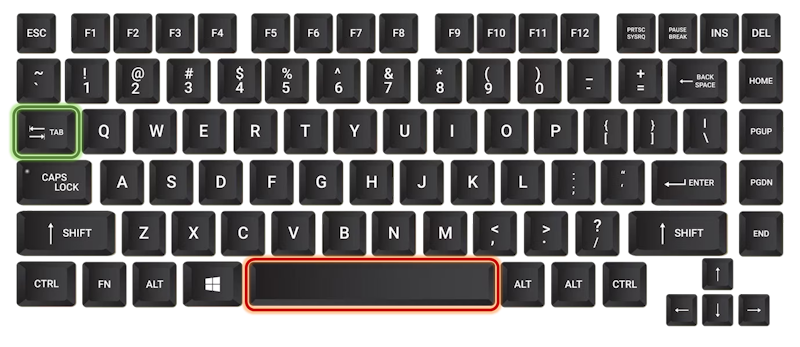 ESC F1 F2 F3 F4 F5 F6 F7 F8 F9 F10 F11 F12 PRTSC SYSRQ PAUSE BREAK INS DEL
~ ` ! 1 @ 2 # 3 $ 4 % 5 ^ 6 & 7 * 8 ( 9 ) 0 _ - + = ← BACK SPACE HOME
TAB Q W E R T Y U I O P { [ } ] | \ PGUP
CAPS LOCK A S D F G H J K L : ; " ' ENTER PGDN
↑ SHIFT Z X C V B N M < , > . ? / ↑ SHIFT END
CTRL FN ALT ALT ALT CTRL ↑
← ↓ →